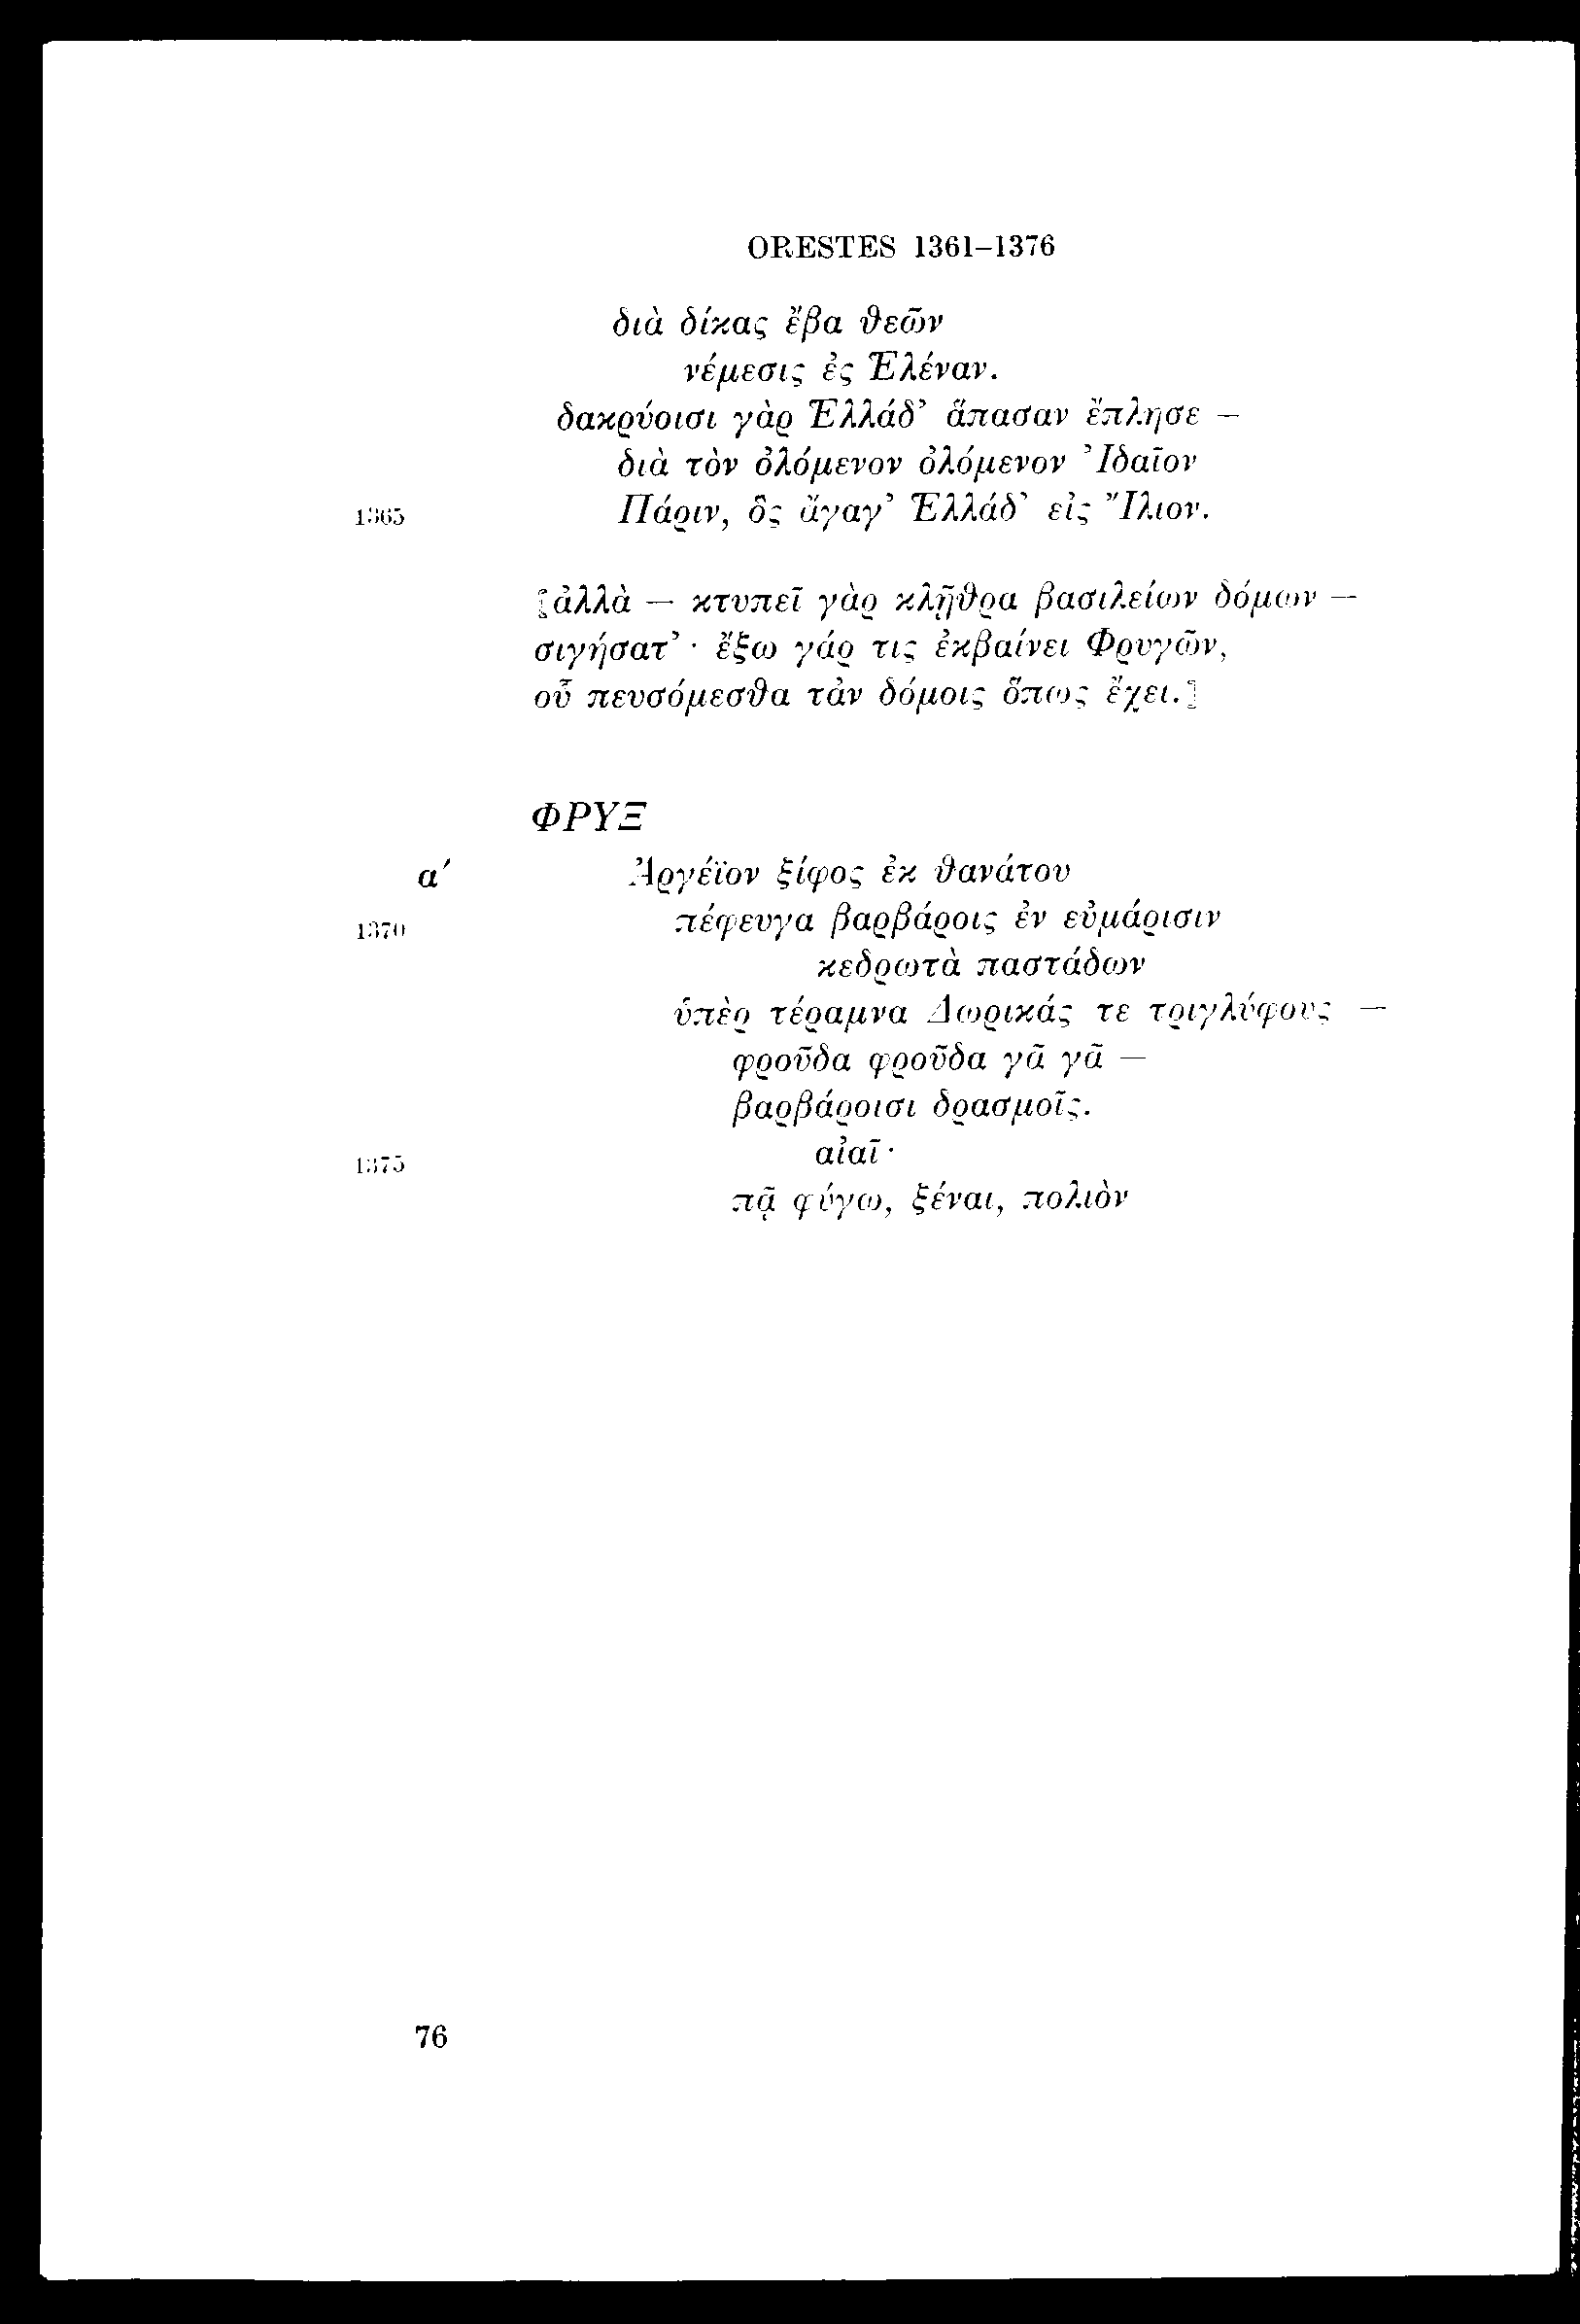 ORESTES 1361–1376
διὰ δίκας ἔβα θεῶν
νέμεσις ἐς Ἑλέναν.
δακρύοισι γὰρ Ἑλλάδ’ ἅπασαν ἔπλησε –
διὰ τὸν ὀλόμενον ὀλόμενον Ἰδαῖον
1365 Πάριν, ὃς ἄγαγ’ Ἑλλάδ’ εἰς Ἴλιον.
[ἀλλὰ – κτυπεῖ γὰρ κλῇθρα βασιλείων δόμων –
σιγήσατ’· ἔξω γάρ τις ἐκβαίνει Φρυγῶν,
οὗ πευσόμεσθα τἀν δόμοις ὅπως ἔχει.]
ΦΡΥΞ
α′ Ἀργέϊον ξίφος ἐκ θανάτου
1370 πέφευγα βαρβάροις ἐν εὐμάρισιν
κεδρωτὰ παστάδων
ὑπὲρ τέραμνα Δωρικάς τε τριγλύφους –
φροῦδα φροῦδα γᾶ γᾶ –
βαρβάροισι δρασμοῖς.
1375 αἰαῖ·
πᾷ φύγω, ξέναι, πολιὸν
76